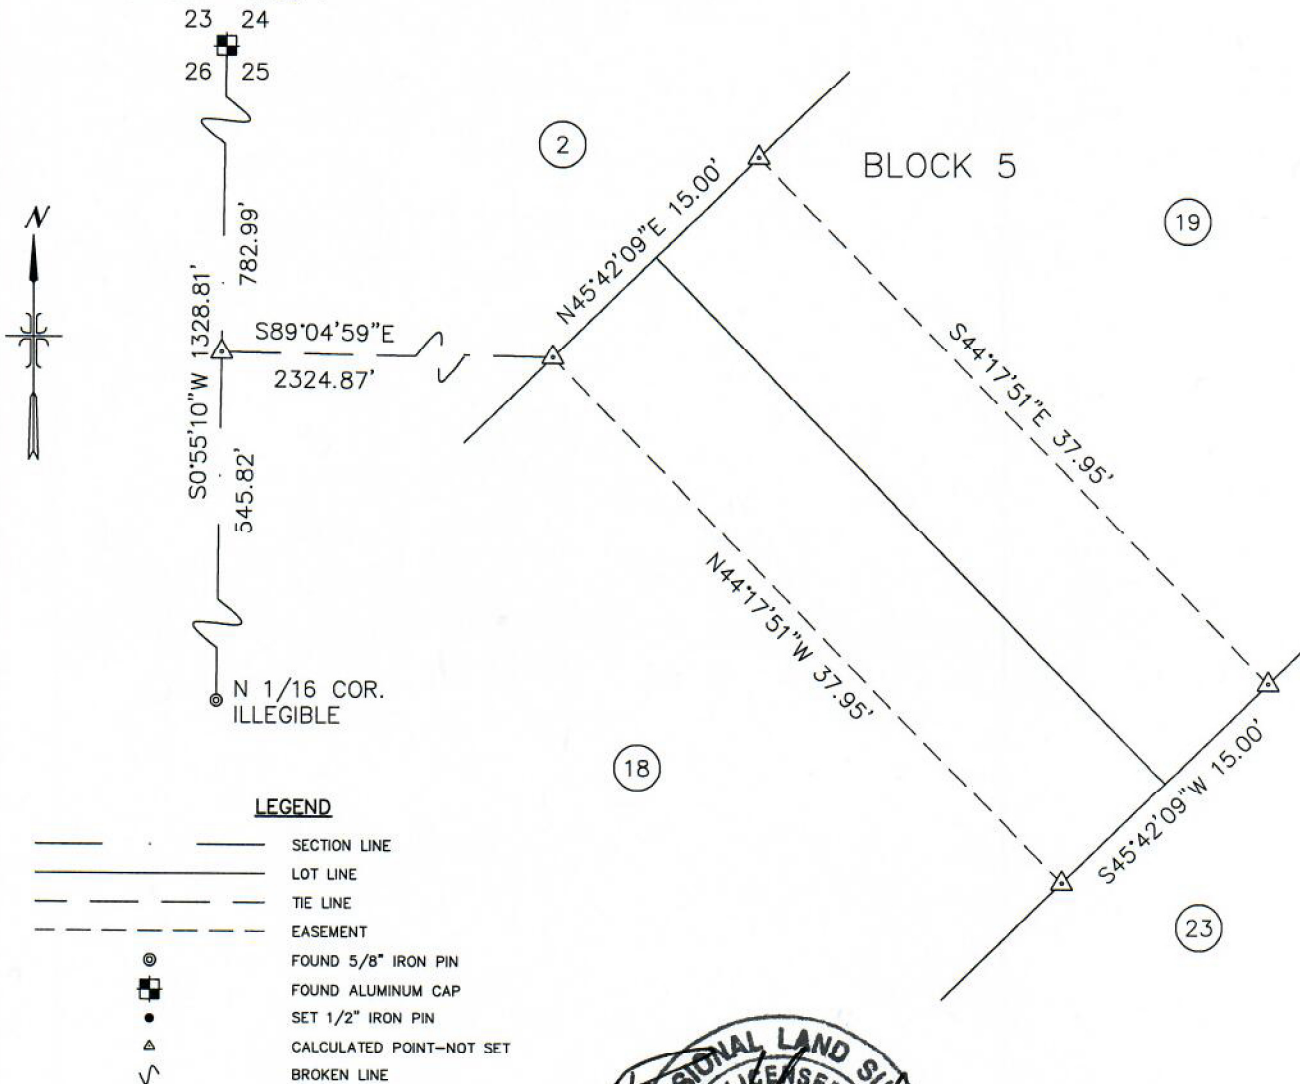 23 24
26 25
2
BLOCK 5
19
N
N45°42'09"E 15.00'
782.99'
S0°55'10"W 1328.81'
S89°04'59"E
2324.87'
545.82'
S44°17'51"E 37.95'
N44°17'51"W 37.95'
N 1/16 COR.
ILLEGIBLE
18
S45°42'09"W 15.00'
23
LEGEND
SECTION LINE
LOT LINE
TIE LINE
EASEMENT
FOUND 5/8" IRON PIN
FOUND ALUMINUM CAP
SET 1/2" IRON PIN
CALCULATED POINT-NOT SET
BROKEN LINE
LAND